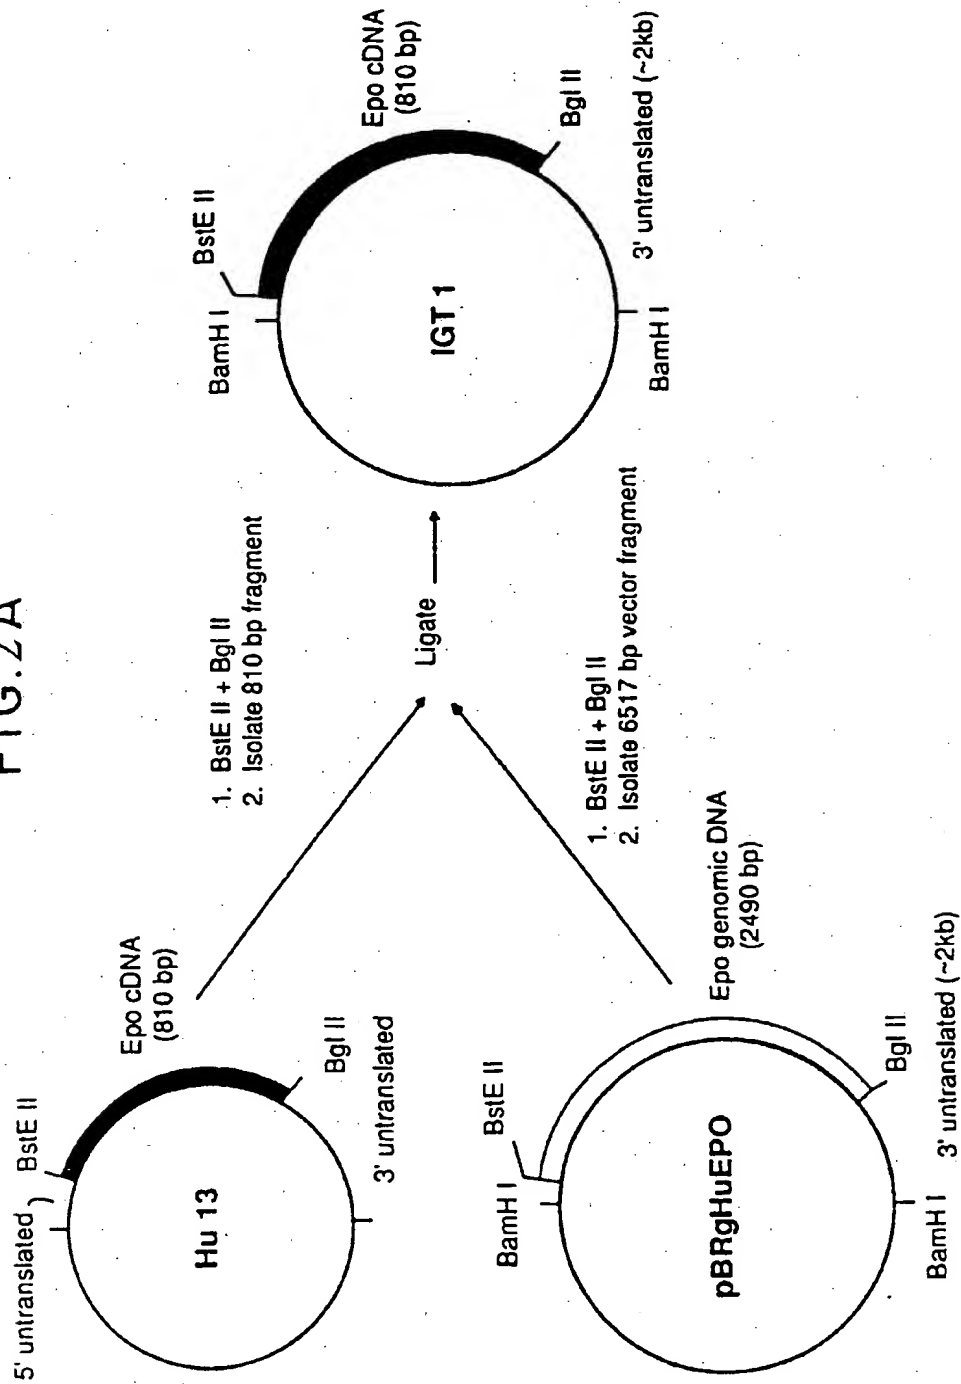 FIG.2A
5' untranslated
BstE II
Epo cDNA
(810 bp)
Hu 13
Bgl II
3' untranslated
1. BstE II + Bgl II
2. Isolate 810 bp fragment
BamH I
BstE II
Epo genomic DNA
(2490 bp)
pBRgHuEPO
Bgl II
3' untranslated (~2kb)
BamH I
1. BstE II + Bgl II
2. Isolate 6517 bp vector fragment
Ligate
BamH I
BstE II
Epo cDNA
(810 bp)
IGT 1
Bgl II
3' untranslated (~2kb)
BamH I